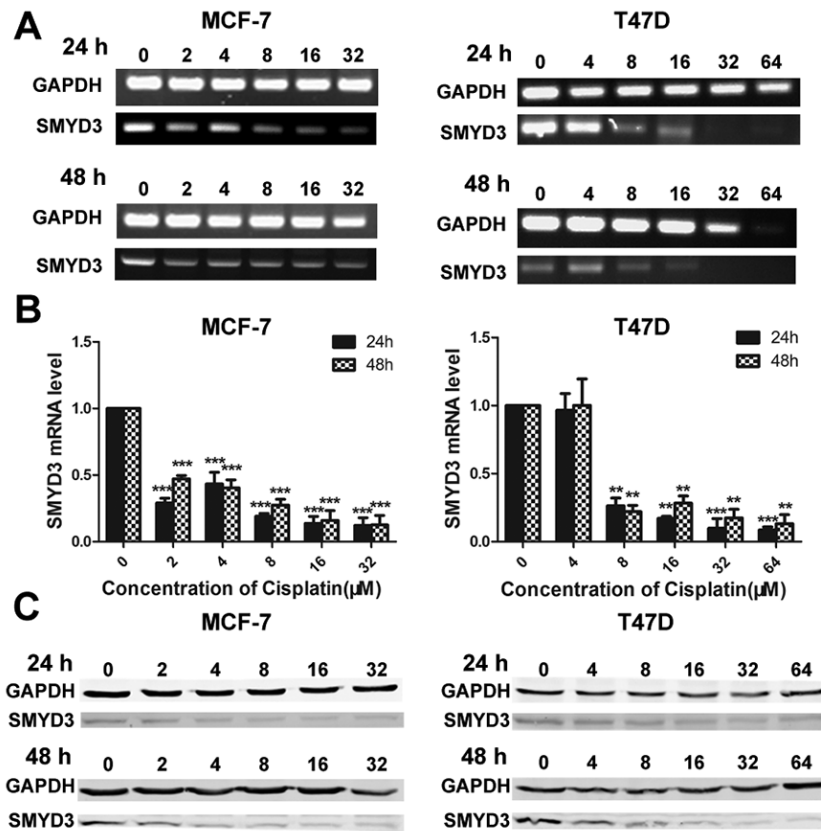 A
MCF-7
24 h
0 2 4 8 16 32
GAPDH
SMYD3
48 h
0 2 4 8 16 32
GAPDH
SMYD3
T47D
24 h
0 4 8 16 32 64
GAPDH
SMYD3
48 h
0 4 8 16 32 64
GAPDH
SMYD3
B
MCF-7
24h
48h
SMYD3 mRNA level
1.5
1.0
0.5
0.0
*** *** *** *** *** *** *** *** *** ***
0 2 4 8 16 32
Concentration of Cisplatin(μM)
T47D
24h
48h
SMYD3 mRNA level
1.5
1.0
0.5
0.0
** ** ** ** *** ** *** **
0 4 8 16 32 64
Concentration of Cisplatin(μM)
C
MCF-7
24 h
0 2 4 8 16 32
GAPDH
SMYD3
48 h
0 2 4 8 16 32
GAPDH
SMYD3
T47D
24 h
0 4 8 16 32 64
GAPDH
SMYD3
48 h
0 4 8 16 32 64
GAPDH
SMYD3